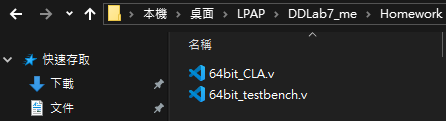 本機 > 桌面 > LPAP > DDLab7_me > Homework
名稱
快速存取
64bit_CLA.v
下載
64bit_testbench.v
文件